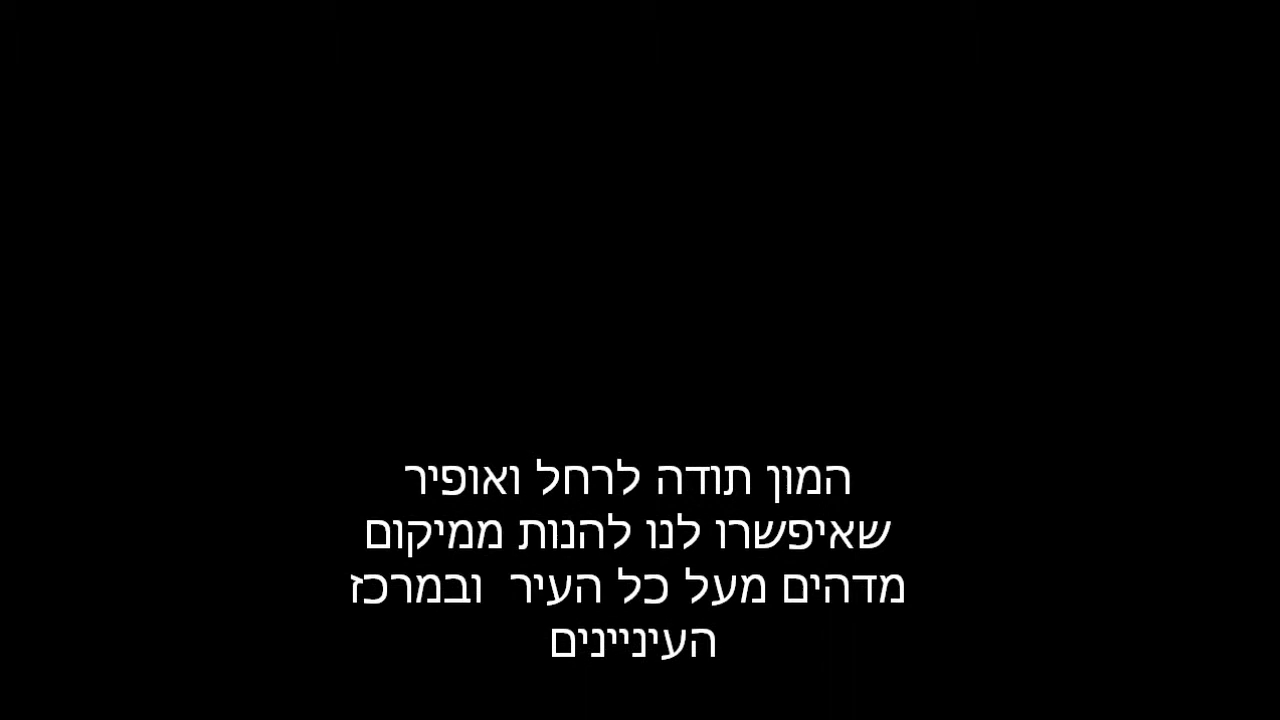 המון תודה לרחל ואופיר
שאיפשרו לנו להנות ממיקום
מדהים מעל כל העיר  ובמרכז
העיניינים